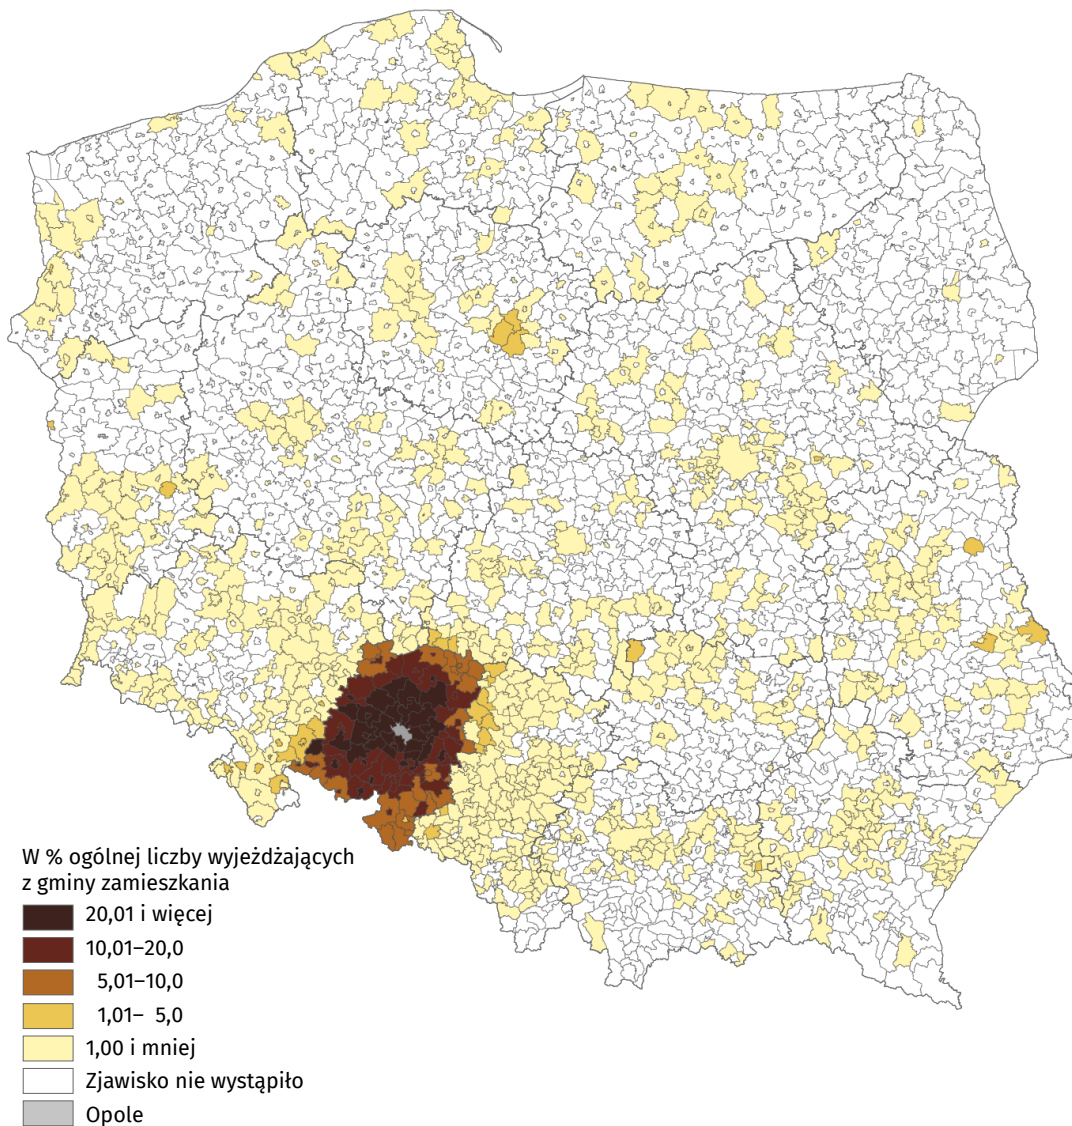 W % ogólnej liczby wyjeżdżających
z gminy zamieszkania
20,01 i więcej
10,01–20,0
5,01–10,0
1,01– 5,0
1,00 i mniej
Zjawisko nie wystąpiło
Opole